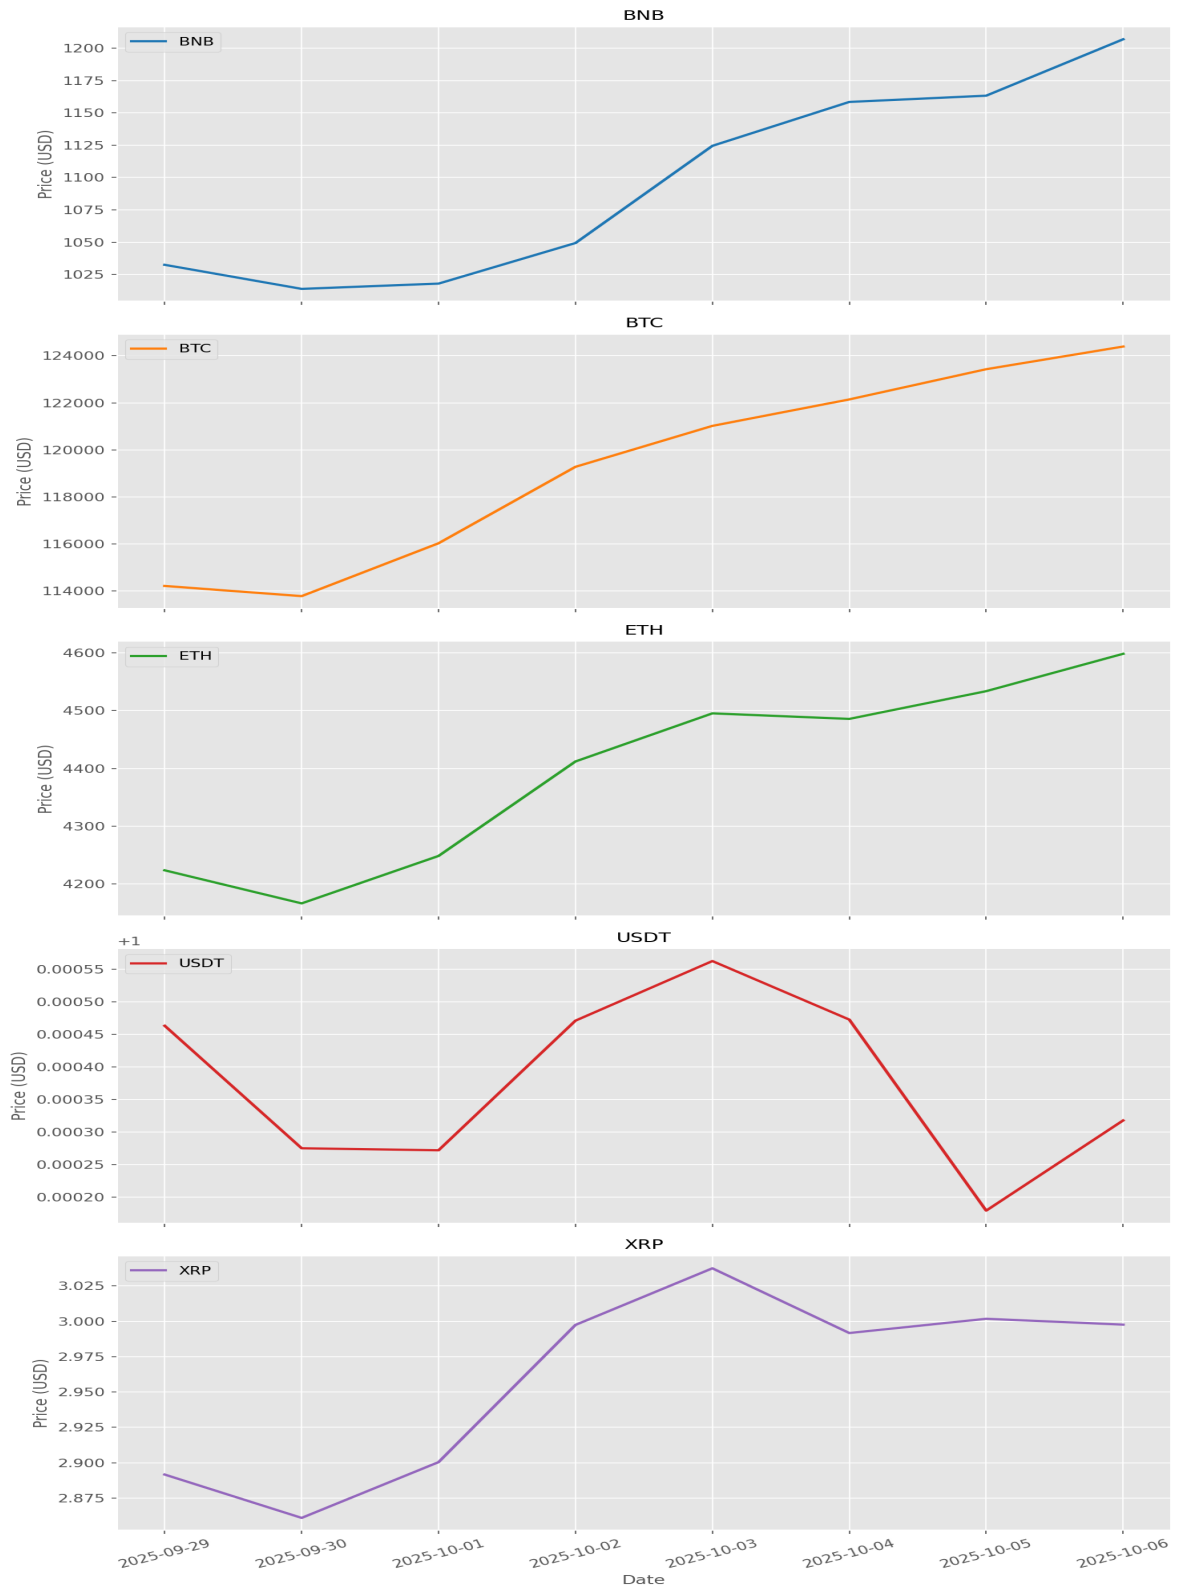 BNB
BNB
1200
1175
1150
1125
1100
1075
1050
1025
Price (USD)
BTC
BTC
124000
122000
120000
118000
116000
114000
Price (USD)
ETH
ETH
4600
4500
4400
4300
4200
Price (USD)
+1
USDT
USDT
0.00055
0.00050
0.00045
0.00040
0.00035
0.00030
0.00025
0.00020
Price (USD)
XRP
XRP
3.025
3.000
2.975
2.950
2.925
2.900
2.875
Price (USD)
2025-09-29 2025-09-30 2025-10-01 2025-10-02 2025-10-03 2025-10-04 2025-10-05 2025-10-06
Date